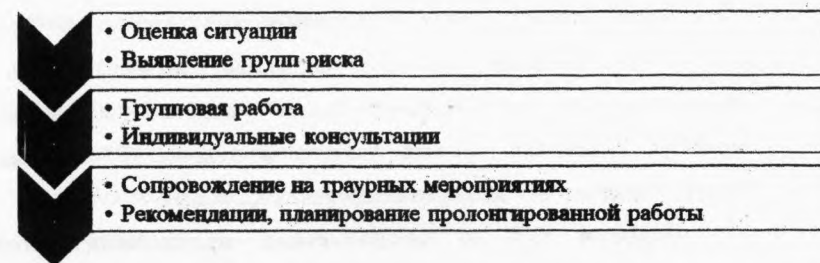 • Оценка ситуации
• Выявление групп риска
• Групповая работа
• Индивидуальные консультации
• Сопровождение на траурных мероприятиях
• Рекомендации, планирование пролонгированной работы